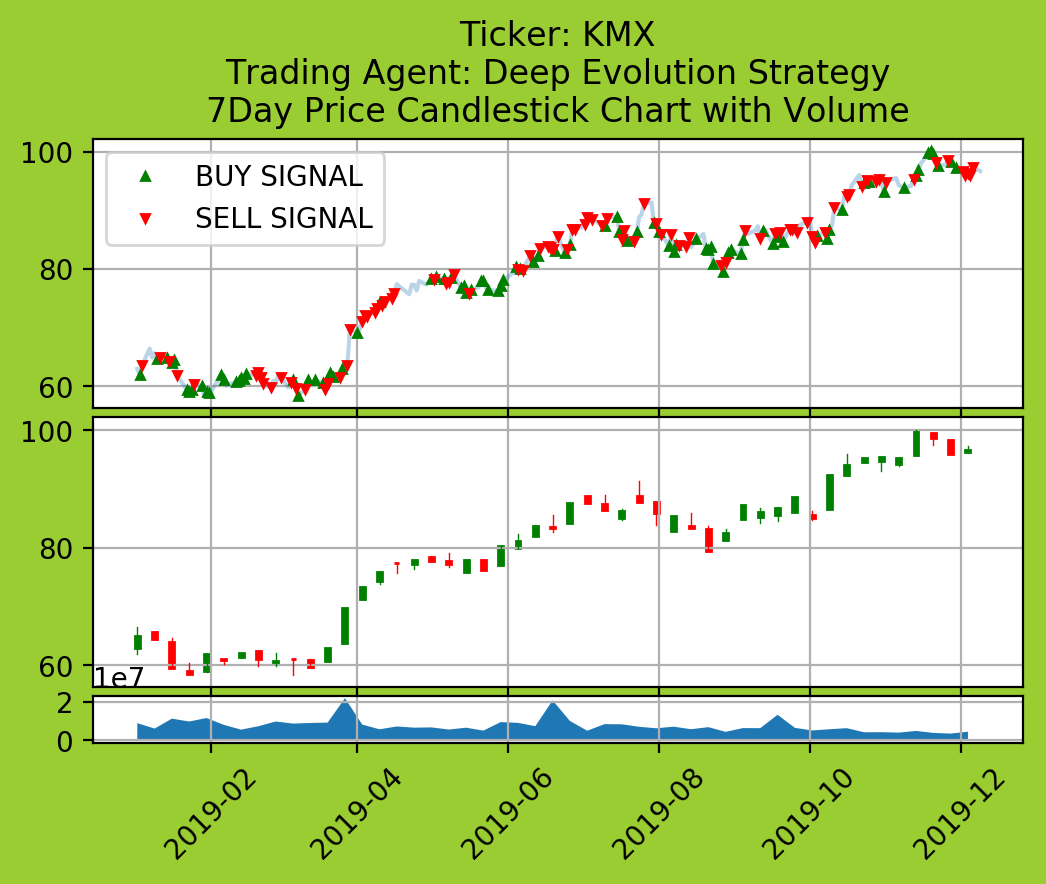 Ticker: KMX
Trading Agent: Deep Evolution Strategy
7Day Price Candlestick Chart with Volume
100
80
60
BUY SIGNAL
SELL SIGNAL
100
80
60
1e7
2
0
2019-02
2019-04
2019-06
2019-08
2019-10
2019-12